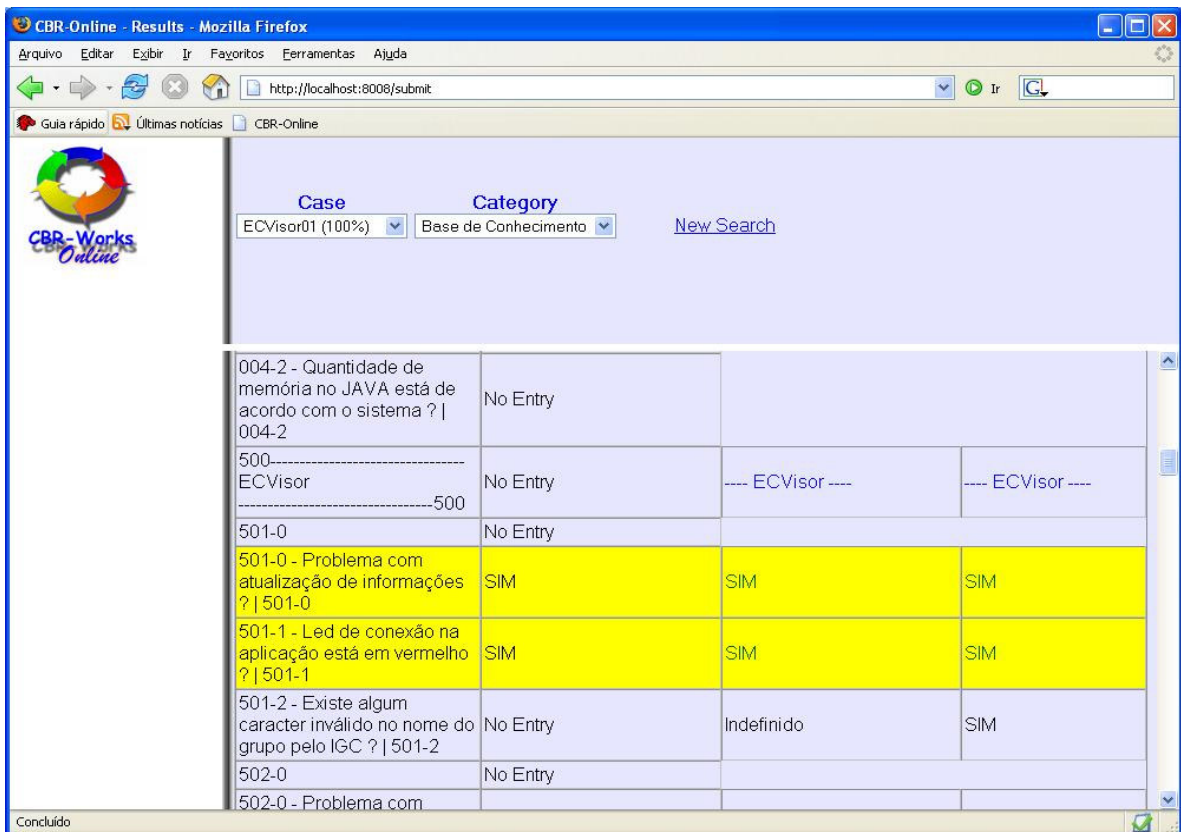 CBR-Online - Results - Mozilla Firefox
Arquivo Editar Exibir Ir Favoritos Ferramentas Ajuda
http://localhost:8008/submit
Ir
G
Guia rápido Últimas notícias CBR-Online
CBR-Works
Online
Case Category
ECVisor01 (100%) Base de Conhecimento New Search
004-2 - Quantidade de
memória no JAVA está de
acordo com o sistema ? |
004-2
No Entry
500---------------------------------
ECVisor
---------------------------------500
No Entry
---- ECVisor ----
---- ECVisor ----
501-0
No Entry
501-0 - Problema com
atualização de informações
? | 501-0
SIM
SIM
SIM
501-1 - Led de conexão na
aplicação está em vermelho
? | 501-1
SIM
SIM
SIM
501-2 - Existe algum
caracter inválido no nome do
grupo pelo IGC ? | 501-2
No Entry
Indefinido
SIM
502-0
No Entry
502-0 - Problema com
Concluído